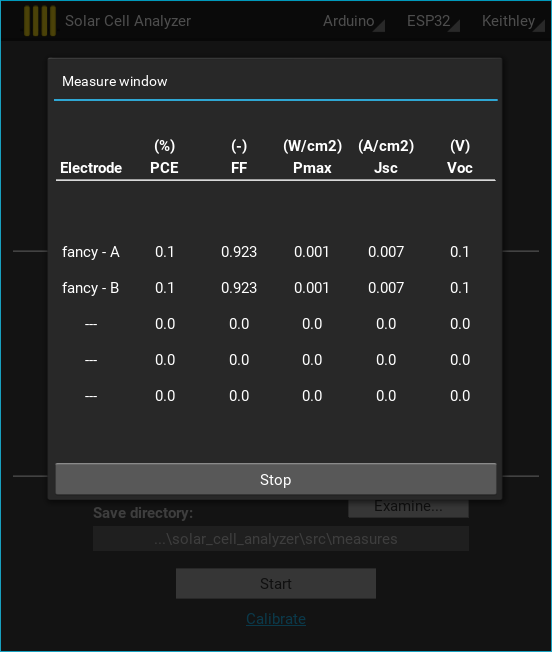 Solar Cell Analyzer Arduino ESP32 Keithley
Measure window
(%) (-) (W/cm2) (A/cm2) (V)
Electrode PCE FF Pmax Jsc Voc
fancy - A 0.1 0.923 0.001 0.007 0.1
fancy - B 0.1 0.923 0.001 0.007 0.1
--- 0.0 0.0 0.0 0.0 0.0
--- 0.0 0.0 0.0 0.0 0.0
--- 0.0 0.0 0.0 0.0 0.0
Stop
Save directory: Examine...
...\solar_cell_analyzer\src\measures
Start
Calibrate